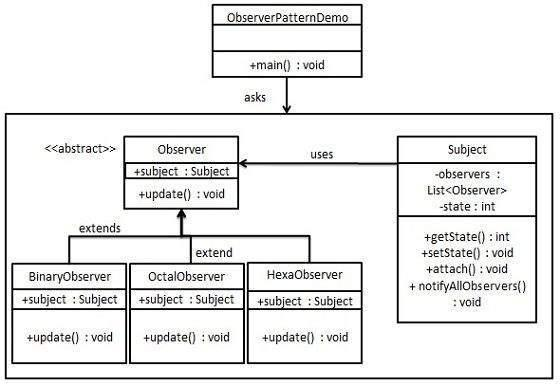 ObserverPatternDemo
+main() : void
asks
<<abstract>>
Observer
+subject : Subject
+update() : void
uses
Subject
-observers :
List<Observer>
-state : int
+getState() : int
+setState() : void
+attach() : void
+ notifyAllObservers()
: void
extends
extend
BinaryObserver
+subject : Subject
+update() : void
OctalObserver
+subject : Subject
+update() : void
HexaObserver
+subject : Subject
+update() : void